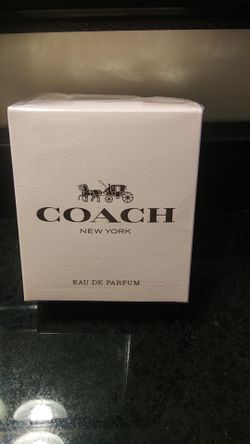 COACH
NEW YORK
EAU DE PARFUM